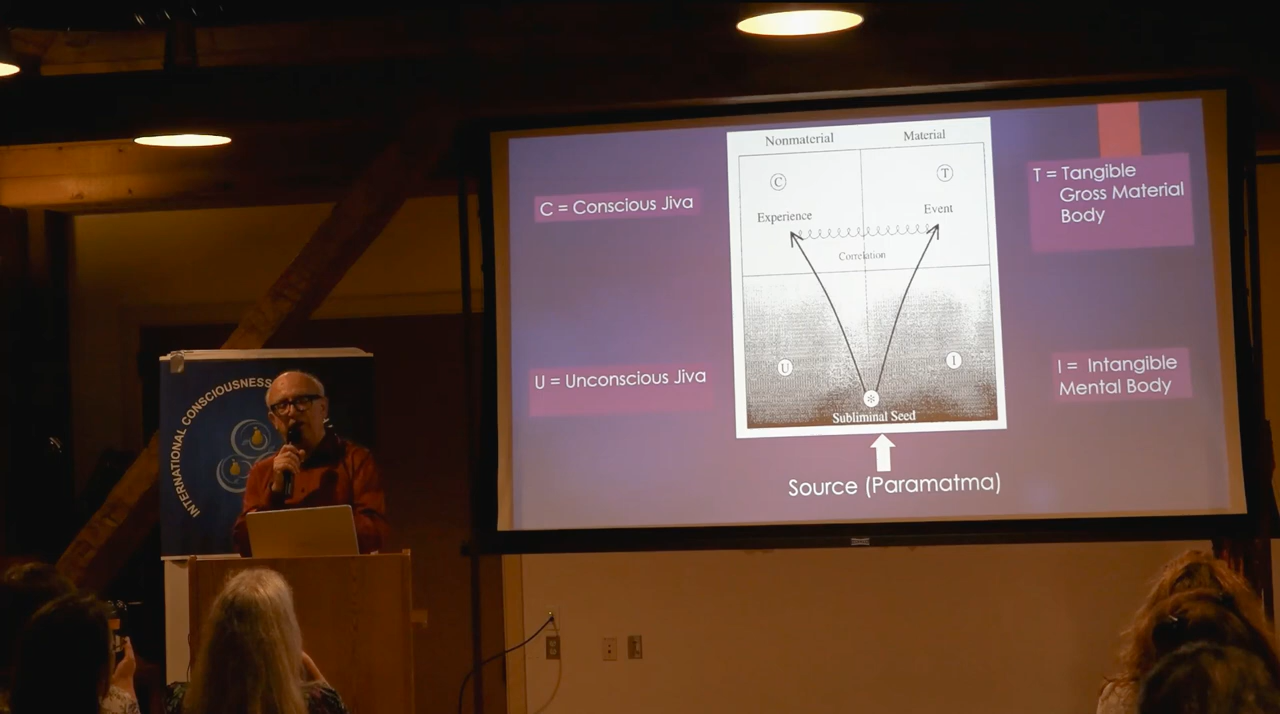 Nonmaterial
Material
C
T
C = Conscious Jiva
T = Tangible
Gross Material
Body
Experience
Event
Correlation
U
I
U = Unconscious Jiva
I = Intangible
Mental Body
Subliminal Seed
Source (Paramatma)
INTERNATIONAL CONSCIOUSNESS